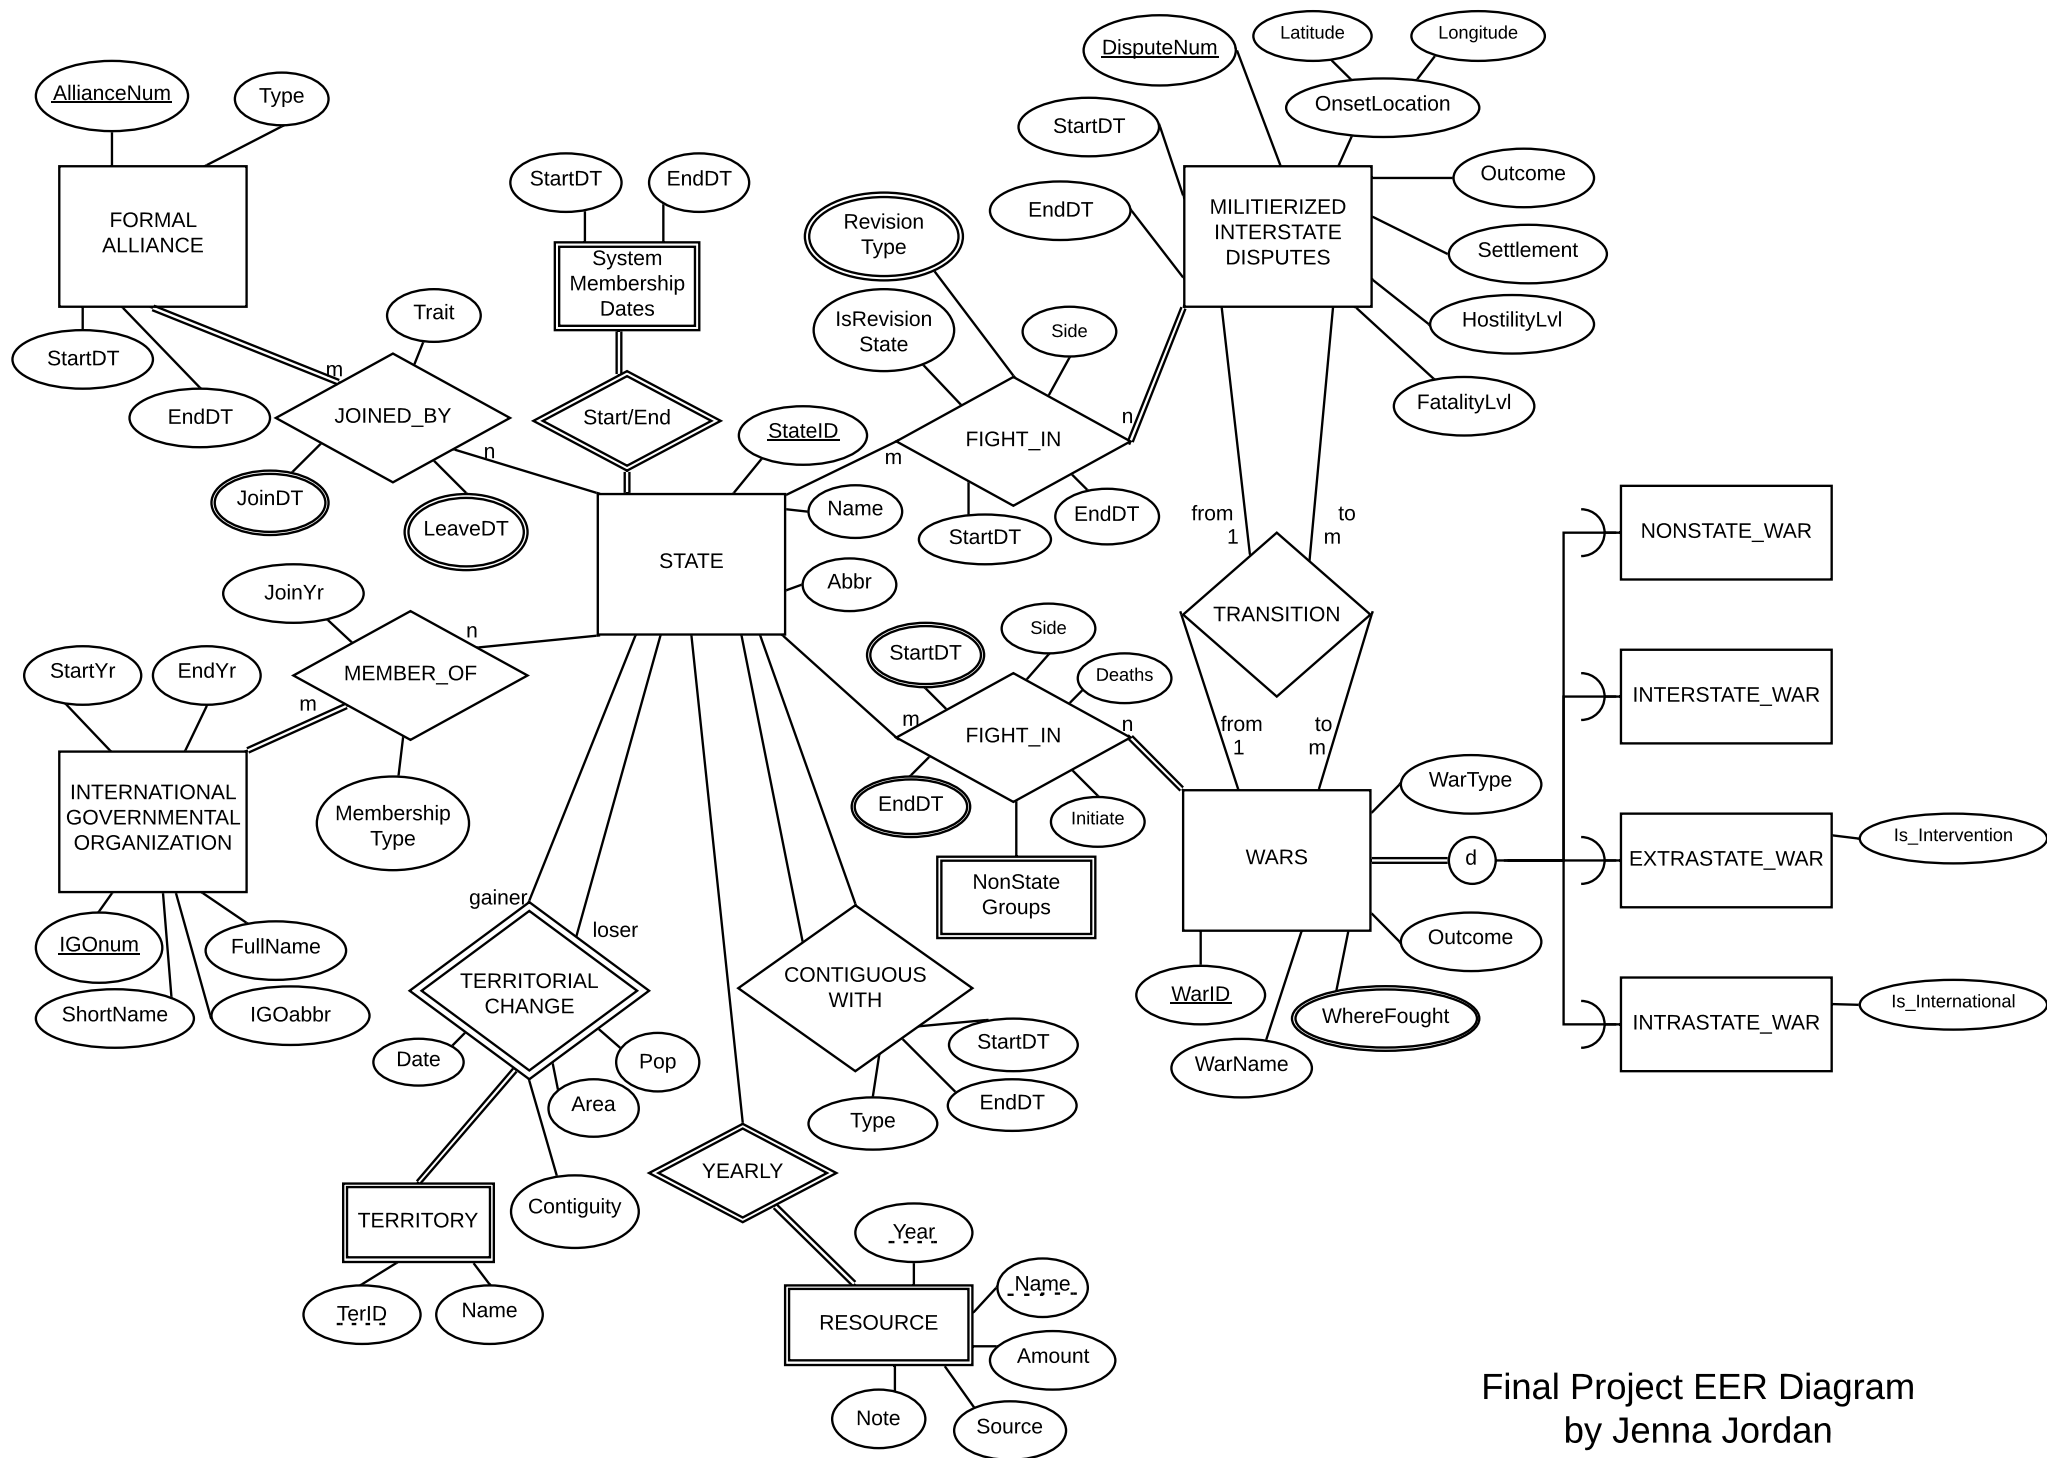 DisputeNum
Latitude
Longitude
AllianceNum
Type
OnsetLocation
StartDT
StartDT
EndDT
Outcome
FORMAL
ALLIANCE
Revision
Type
EndDT
MILITIERIZED
INTERSTATE
DISPUTES
Settlement
System
Membership
Dates
Trait
IsRevision
State
Side
HostilityLvl
StartDT
m
EndDT
JOINED_BY
Start/End
StateID
FIGHT_IN
n
FatalityLvl
n
m
JoinDT
LeaveDT
Name
StartDT
EndDT
from
1
to
m
NONSTATE_WAR
STATE
Abbr
JoinYr
n
Side
TRANSITION
StartYr
EndYr
MEMBER_OF
StartDT
Deaths
INTERSTATE_WAR
m
m
FIGHT_IN
n
from
1
to
m
INTERNATIONAL
GOVERNMENTAL
ORGANIZATION
Membership
Type
EndDT
Initiate
WarType
WARS
d
EXTRASTATE_WAR
Is_Intervention
gainer
loser
NonState
Groups
IGOnum
FullName
Outcome
TERRITORIAL
CHANGE
CONTIGUOUS
WITH
WarID
ShortName
IGOabbr
WhereFought
INTRASTATE_WAR
Is_International
Date
Pop
StartDT
WarName
Area
Type
EndDT
YEARLY
TERRITORY
Contiguity
Year
TerID
Name
Name
RESOURCE
Amount
Note
Source
Final Project EER Diagram
by Jenna Jordan